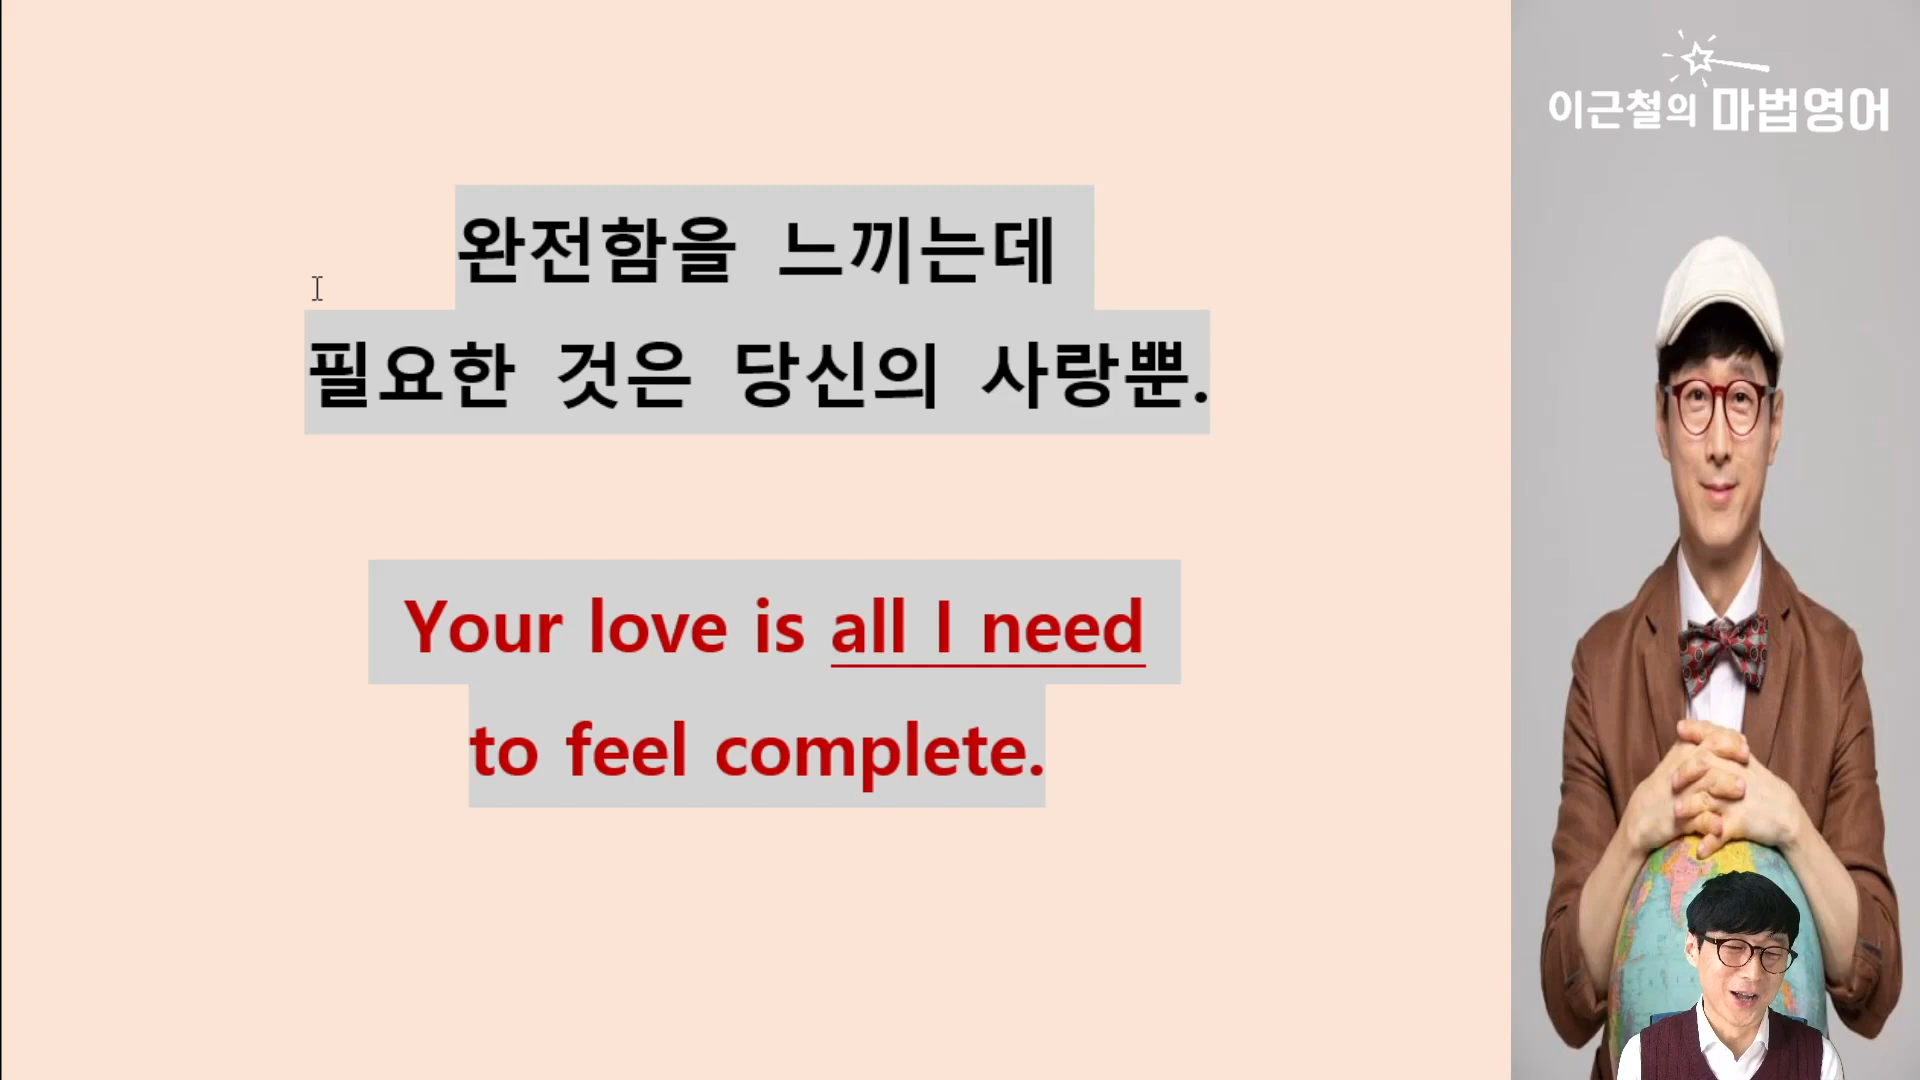 이근철의 마법영어
완전함을 느끼는데
필요한 것은 당신의 사랑뿐.
Your love is all I need
to feel complete.